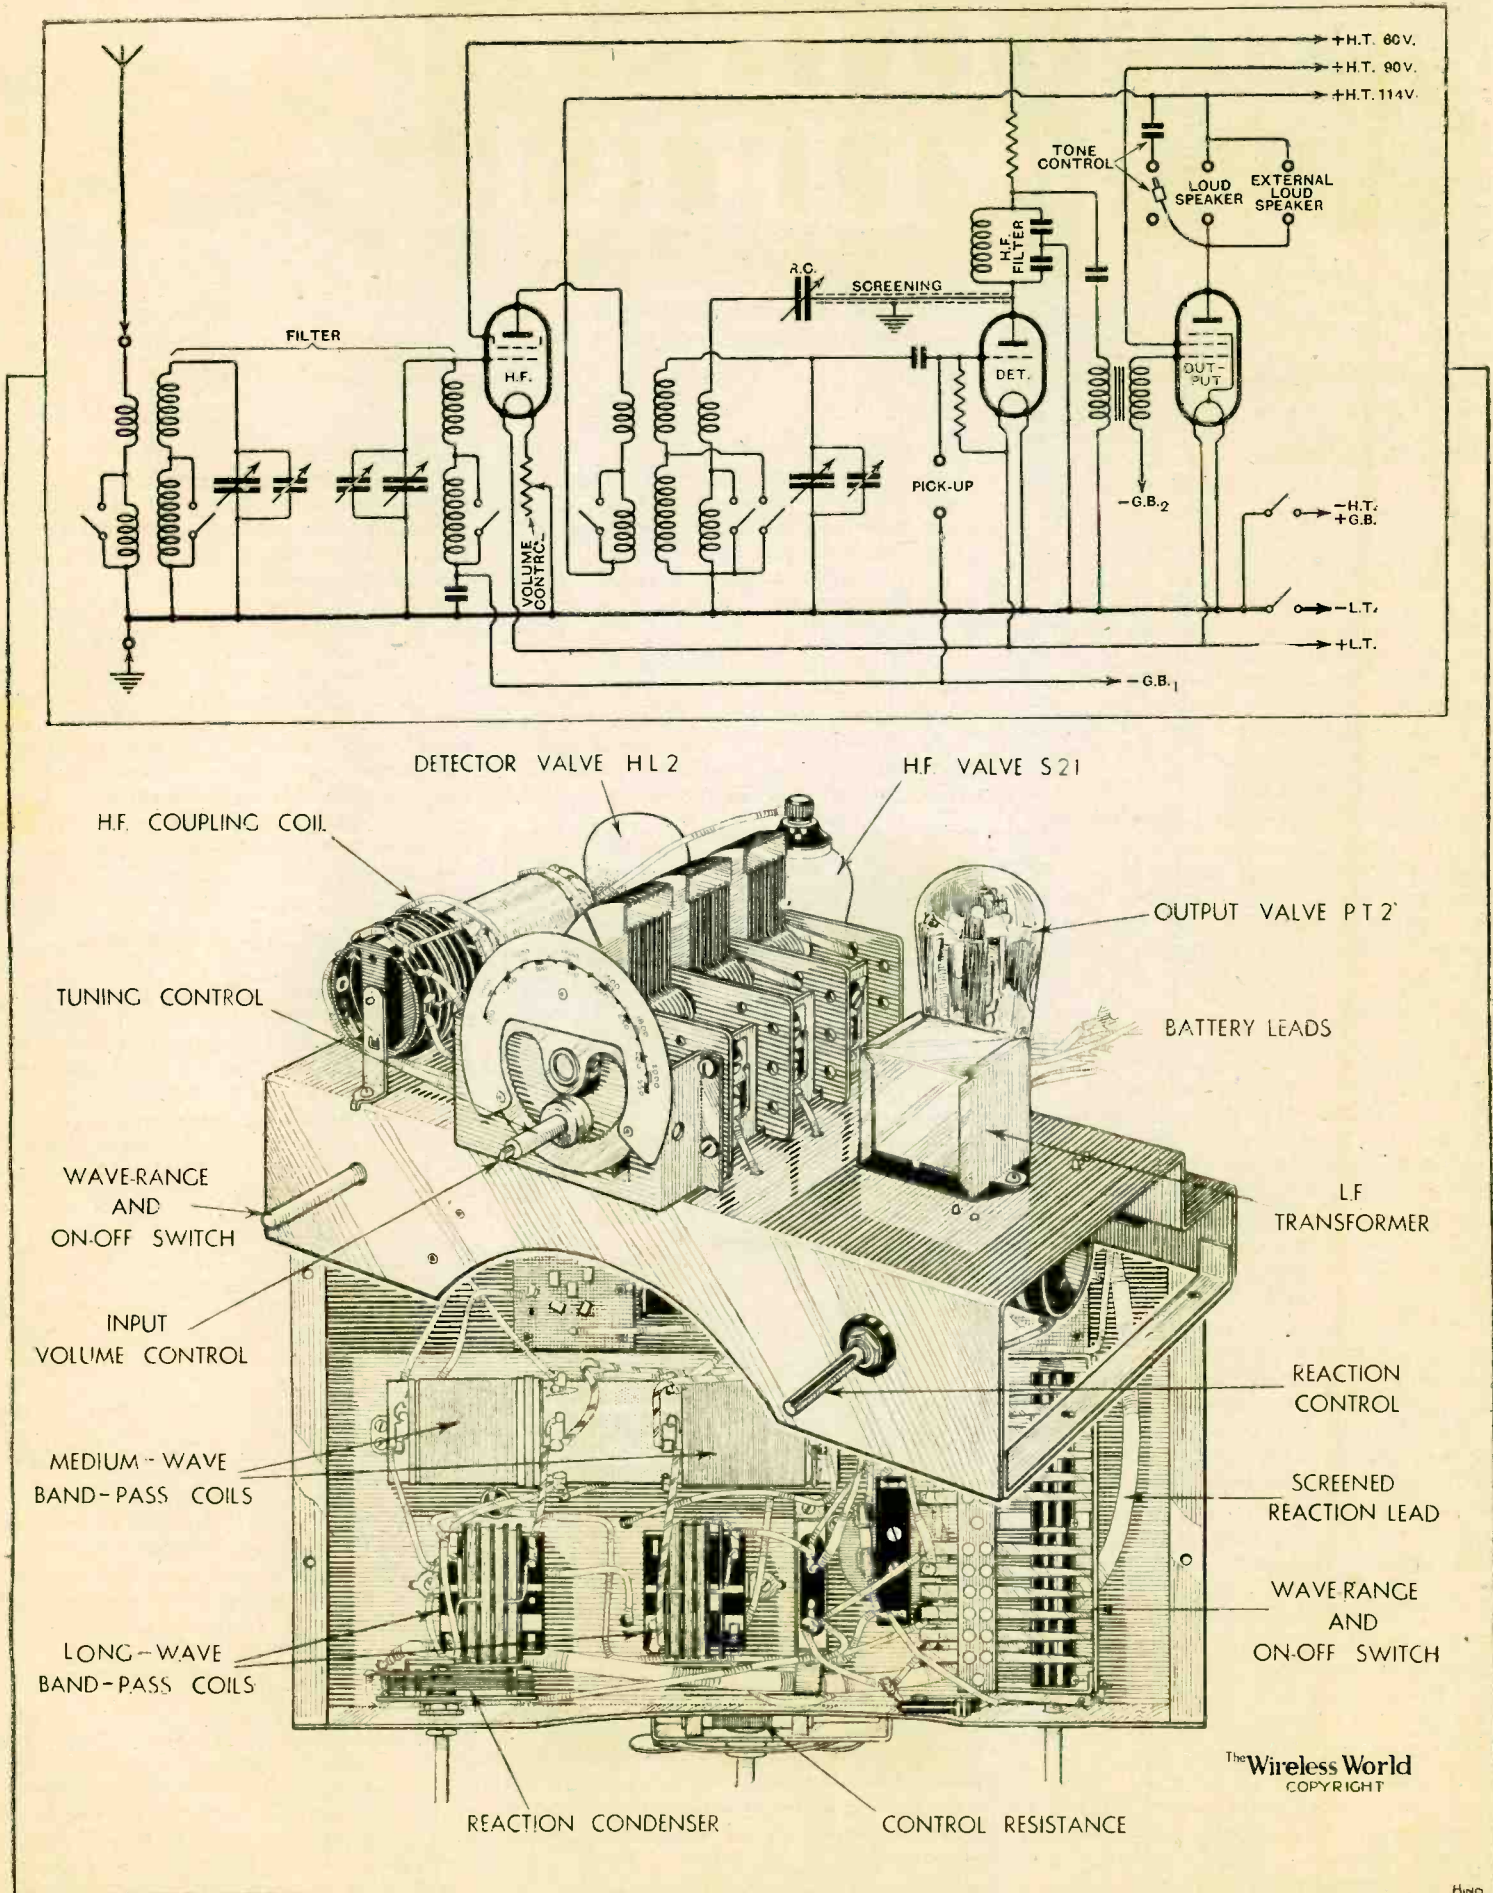 +H.T. 60V.
+H.T. 90V.
+H.T. 114V.
TONE
CONTROL
LOUD
SPEAKER
EXTERNAL
LOUD
SPEAKER
H.F.
FILTER
R.C.
SCREENING
FILTER
H.F.
DET.
OUT-
PUT
PICK-UP
-G.B.2
VOLUME
CONTROL
-H.T.
+G.B.
-L.T.
+L.T.
-G.B.1
DETECTOR VALVE HL2
H.F. VALVE S21
H.F. COUPLING COIL
OUTPUT VALVE PT2
TUNING CONTROL
BATTERY LEADS
WAVE-RANGE
AND
ON-OFF SWITCH
L.F
TRANSFORMER
INPUT
VOLUME CONTROL
REACTION
CONTROL
MEDIUM-WAVE
BAND-PASS COILS
SCREENED
REACTION LEAD
WAVE-RANGE
AND
ON-OFF SWITCH
LONG-WAVE
BAND-PASS COILS
The Wireless World
COPYRIGHT
REACTION CONDENSER
CONTROL RESISTANCE